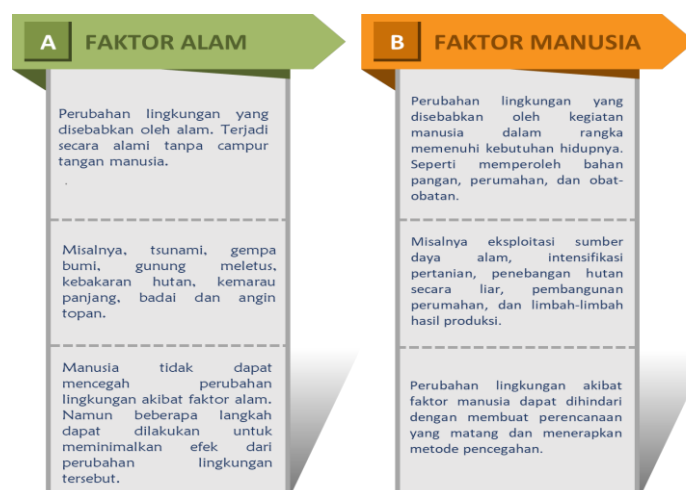 A FAKTOR ALAM
Perubahan lingkungan yang
disebabkan oleh alam. Terjadi
secara alami tanpa campur
tangan manusia.
.
Misalnya, tsunami, gempa
bumi, gunung meletus,
kebakaran hutan, kemarau
panjang, badai dan angin
topan.
Manusia tidak dapat
mencegah perubahan
lingkungan akibat faktor alam.
Namun beberapa langkah
dapat dilakukan untuk
meminimalkan efek dari
perubahan lingkungan
tersebut.
B FAKTOR MANUSIA
Perubahan lingkungan yang
disebabkan oleh kegiatan
manusia dalam rangka
memenuhi kebutuhan hidupnya.
Seperti memperoleh bahan
pangan, perumahan, dan obat-
obatan.
Misalnya eksploitasi sumber
daya alam, intensifikasi
pertanian, penebangan hutan
secara liar, pembangunan
perumahan, dan limbah-limbah
hasil produksi.
Perubahan lingkungan akibat
faktor manusia dapat dihindari
dengan membuat perencanaan
yang matang dan menerapkan
metode pencegahan.